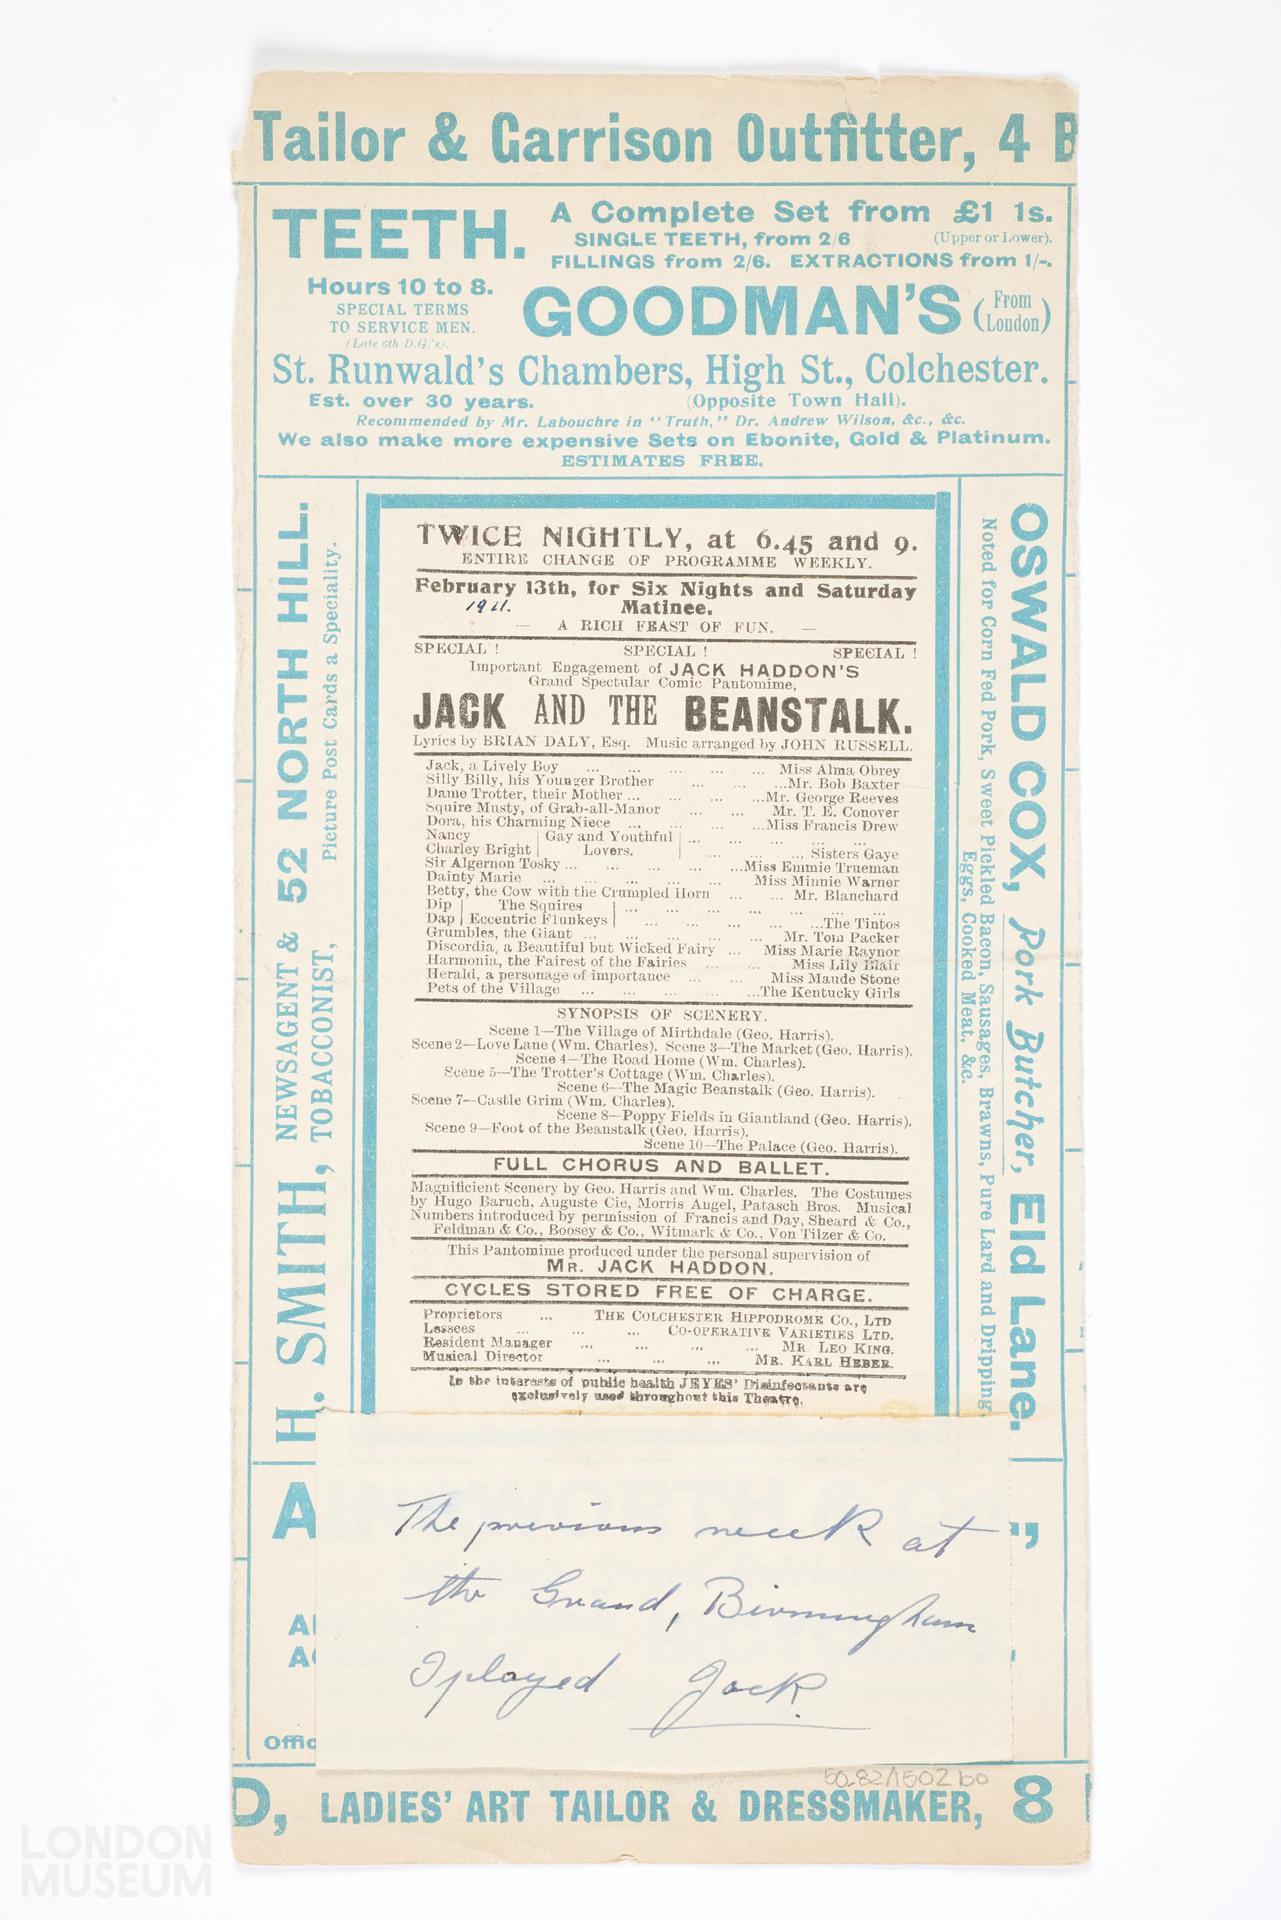 Tailor & Garrison Outfitter, 4 B
TEETH.
A Complete Set from £1 1s.
SINGLE TEETH, from 2/6 (Upper or Lower).
FILLINGS from 2/6. EXTRACTIONS from 1/-.
Hours 10 to 8.
SPECIAL TERMS
TO SERVICE MEN.
(Late 6th D.G.'s).
GOODMAN'S (From London)
St. Runwald's Chambers, High St., Colchester.
Est. over 30 years. (Opposite Town Hall).
Recommended by Mr. Labouchre in "Truth," Dr. Andrew Wilson, &c., &c.
We also make more expensive Sets on Ebonite, Gold & Platinum.
ESTIMATES FREE.
H. SMITH, NEWSAGENT & TOBACCONIST, 52 NORTH HILL.
Picture Post Cards a Speciality.
TWICE NIGHTLY, at 6.45 and 9.
ENTIRE CHANGE OF PROGRAMME WEEKLY.
February 13th, for Six Nights and Saturday
1911. Matinee.
— A RICH FEAST OF FUN. —
SPECIAL ! SPECIAL ! SPECIAL !
Important Engagement of JACK HADDON'S
Grand Spectular Comic Pantomime,
JACK AND THE BEANSTALK.
Lyrics by BRIAN DALY, Esq. Music arranged by JOHN RUSSELL.
Jack, a Lively Boy ... ... ... ... ... Miss Alma Obrey
Silly Billy, his Younger Brother ... ... ...Mr. Bob Baxter
Dame Trotter, their Mother ... ... ... ...Mr. George Reeves
Squire Musty, of Grab-all-Manor ... ... Mr. T. E. Conover
Dora, his Charming Niece ... ... ... ...Miss Francis Drew
Nancy | Gay and Youthful | ... ... ... ... ...
Charley Bright | Lovers. | ... ... ... Sisters Gaye
Sir Algernon Tosky ... ... ... ... ...Miss Emmie Trueman
Dainty Marie ... ... ... ... ... Miss Minnie Warner
Betty, the Cow with the Crumpled Horn ... ... Mr. Blanchard
Dip | The Squires | ... ... ... ... ... ... ...
Dap | Eccentric Flunkeys | ... ... ... ... ...The Tintos
Grumbles, the Giant ... ... ... ... ... Mr. Tom Packer
Discordia, a Beautiful but Wicked Fairy ... Miss Marie Raynor
Harmonia, the Fairest of the Fairies ... ... Miss Lily Blair
Herald, a personage of importance ... ... Miss Maude Stone
Pets of the Village ... ... ... ... ...The Kentucky Girls
SYNOPSIS OF SCENERY.
Scene 1—The Village of Mirthdale (Geo. Harris).
Scene 2—Love Lane (Wm. Charles). Scene 3—The Market (Geo. Harris).
Scene 4—The Road Home (Wm. Charles).
Scene 5—The Trotter's Cottage (Wm. Charles).
Scene 6—The Magic Beanstalk (Geo. Harris).
Scene 7—Castle Grim (Wm. Charles).
Scene 8—Poppy Fields in Giantland (Geo. Harris).
Scene 9—Foot of the Beanstalk (Geo. Harris).
Scene 10—The Palace (Geo. Harris).
FULL CHORUS AND BALLET.
Magnificient Scenery by Geo. Harris and Wm. Charles. The Costumes
by Hugo Baruch, Auguste Cie, Morris Angel, Patasch Bros. Musical
Numbers introduced by permission of Francis and Day, Sheard & Co.,
Feldman & Co., Boosey & Co., Witmark & Co., Von Tilzer & Co.
This Pantomime produced under the personal supervision of
MR. JACK HADDON.
CYCLES STORED FREE OF CHARGE.
Proprietors ... THE COLCHESTER HIPPODROME CO., LTD
Lessees ... ... ... CO-OPERATIVE VARIETIES LTD.
Resident Manager ... ... ... ... MR. LEO KING.
Musical Director ... ... ... MR. KARL HEBER.
In the interests of public health JEYES' Disinfectants are
exclusively used throughout this Theatre.
OSWALD COX, Pork Butcher, Eld Lane.
Noted for Corn Fed Pork, Sweet Pickled Bacon, Sausages, Brawns, Pure Lard and Dripping,
Eggs, Cooked Meat, &c.
A "
The previous week at
the Grand, Birmingham
I played Jack.
A
A
Offic
50.82/1502bo
D, LADIES' ART TAILOR & DRESSMAKER, 8
LONDON
MUSEUM